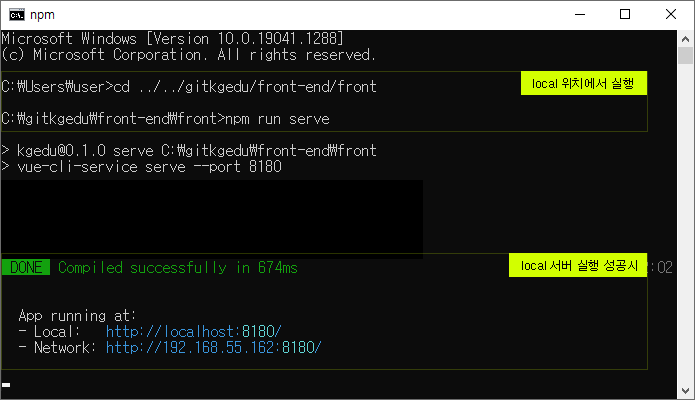 npm
Microsoft Windows [Version 10.0.19041.1288]
(c) Microsoft Corporation. All rights reserved.
local 위치에서 실행
C:₩Users₩user>cd ../../gitkgedu/front-end/front
C:₩gitkgedu₩front-end₩front>npm run serve
> kgedu@0.1.0 serve C:₩gitkgedu₩front-end₩front
> vue-cli-service serve --port 8180
local 서버 실행 성공시
DONE Compiled successfully in 674ms :02
App running at:
- Local: http://localhost:8180/
- Network: http://192.168.55.162:8180/